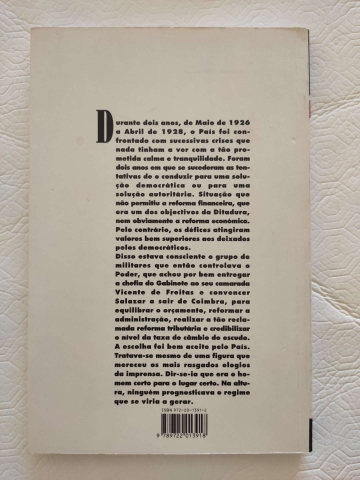 Durante dois anos, de Maio de 1926
a Abril de 1928, o País foi con-
frontado com sucessivas crises que
nada tinham a ver com a tão pro-
metida calma e tranquilidade. Foram
dois anos em que se sucederam as ten-
tativas de o conduzir para uma solu-
ção democrática ou para uma
solução autoritária. Situação que
não permitiu a reforma financeira, que
era um dos objectivos da Ditadura,
nem obviamente a reforma económica.
Pelo contrário, os défices atingiram
valores bem superiores aos deixados
pelos democráticos.
Disso estava consciente o grupo de
militares que então controlava o
Poder, que achou por bem entregar
a chefia do Gabinete ao seu camarada
Vicente de Freitas e convencer
Salazar a sair de Coimbra, para
equilibrar o orçamento, reformar a
administração, realizar a tão recla-
mada reforma tributária e credibilizar
o nível da taxa de câmbio do escudo.
A escolha foi bem aceite pelo País.
Tratava-se mesmo de uma figura que
mereceu os mais rasgados elogios
da imprensa. Dir-se-ia que era o ho-
mem certo para o lugar certo. Na altu-
ra, ninguém prognosticava o regime
que se viria a gerar.
ISBN 972-20-1391-2
9 789722 013918